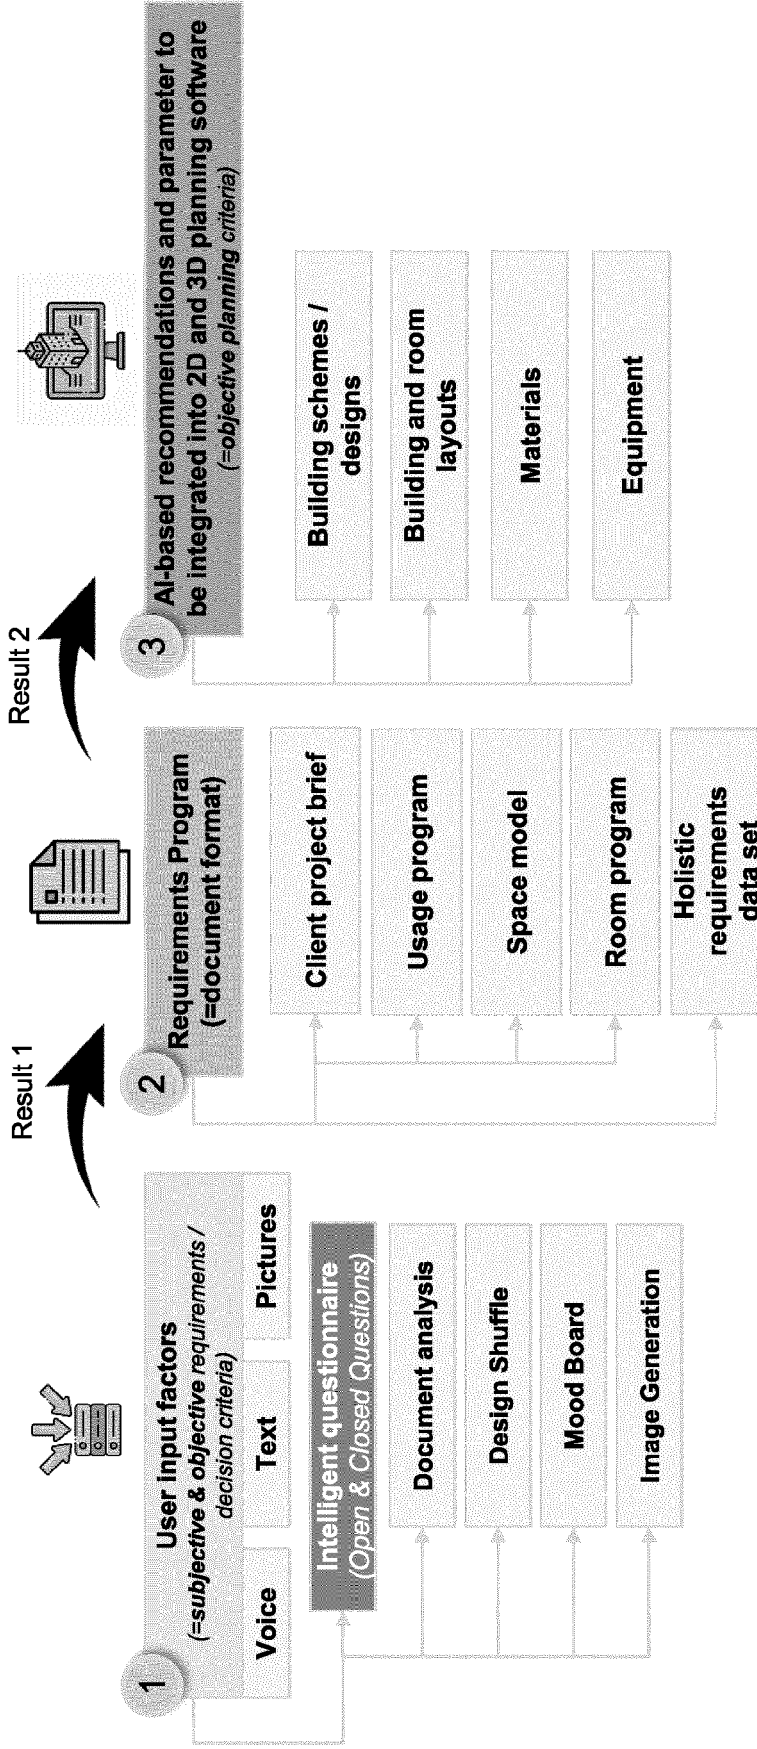 1
User input factors
(=subjective & objective requirements /
decision criteria)
Voice
Text
Pictures
Intelligent questionnaire
(Open & Closed Questions)
Document analysis
Design Shuffle
Mood Board
Image Generation
Result 1
2
Requirements Program
(=document format)
Client project brief
Usage program
Space model
Room program
Holistic
requirements
data set
Result 2
3
AI-based recommendations and parameter to
be integrated into 2D and 3D planning software
(=objective planning criteria)
Building schemes /
designs
Building and room
layouts
Materials
Equipment